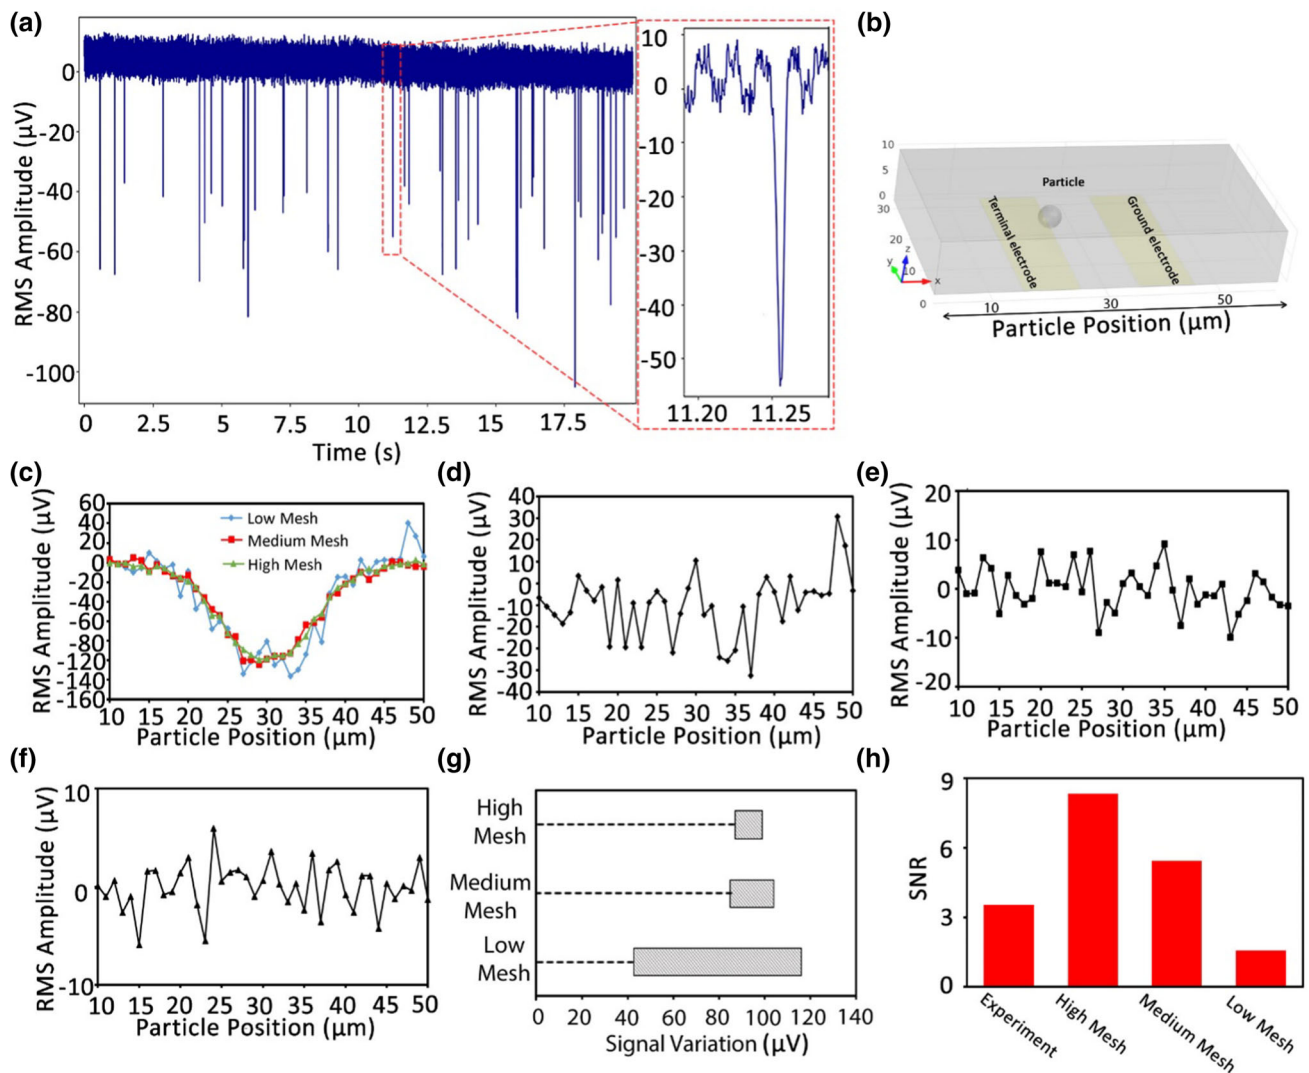 (a)
RMS Amplitude (µV)
0
-20
-40
-60
-80
-100
0 2.5 5 7.5 10 12.5 15 17.5
Time (s)
10
0
-10
-20
-30
-40
-50
11.20 11.25
(b)
10
5
0
30
20
10
0
z
y
x
Particle
Terminal electrode
Ground electrode
10 30 50
Particle Position (µm)
(c)
RMS Amplitude (µV)
60
40
20
0
-20
-40
-60
-80
-100
-120
-140
-160
Low Mesh
Medium Mesh
High Mesh
10 15 20 25 30 35 40 45 50
Particle Position (µm)
(d)
RMS Amplitude (µV)
40
30
20
10
0
-10
-20
-30
-40
10 15 20 25 30 35 40 45 50
Particle Position (µm)
(e)
RMS Amplitude (µV)
20
10
0
-10
-20
10 15 20 25 30 35 40 45 50
Particle Position (µm)
(f)
RMS Amplitude (µV)
10
0
-10
10 15 20 25 30 35 40 45 50
Particle Position (µm)
(g)
High
Mesh
Medium
Mesh
Low
Mesh
0 20 40 60 80 100 120 140
Signal Variation (µV)
(h)
SNR
9
6
3
0
Experiment
High Mesh
Medium Mesh
Low Mesh